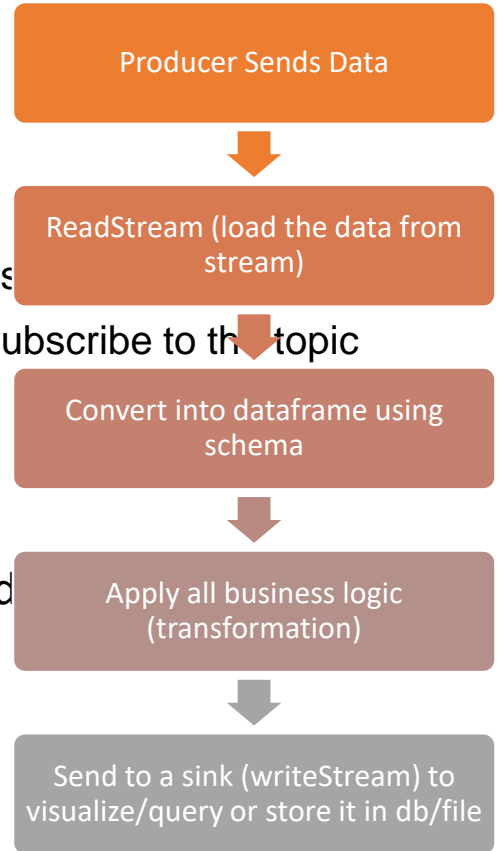 Producer Sends Data
ReadStream (load the data from
stream)
s
ubscribe to th topic
Convert into dataframe using
schema
d
Apply all business logic
(transformation)
Send to a sink (writeStream) to
visualize/query or store it in db/file